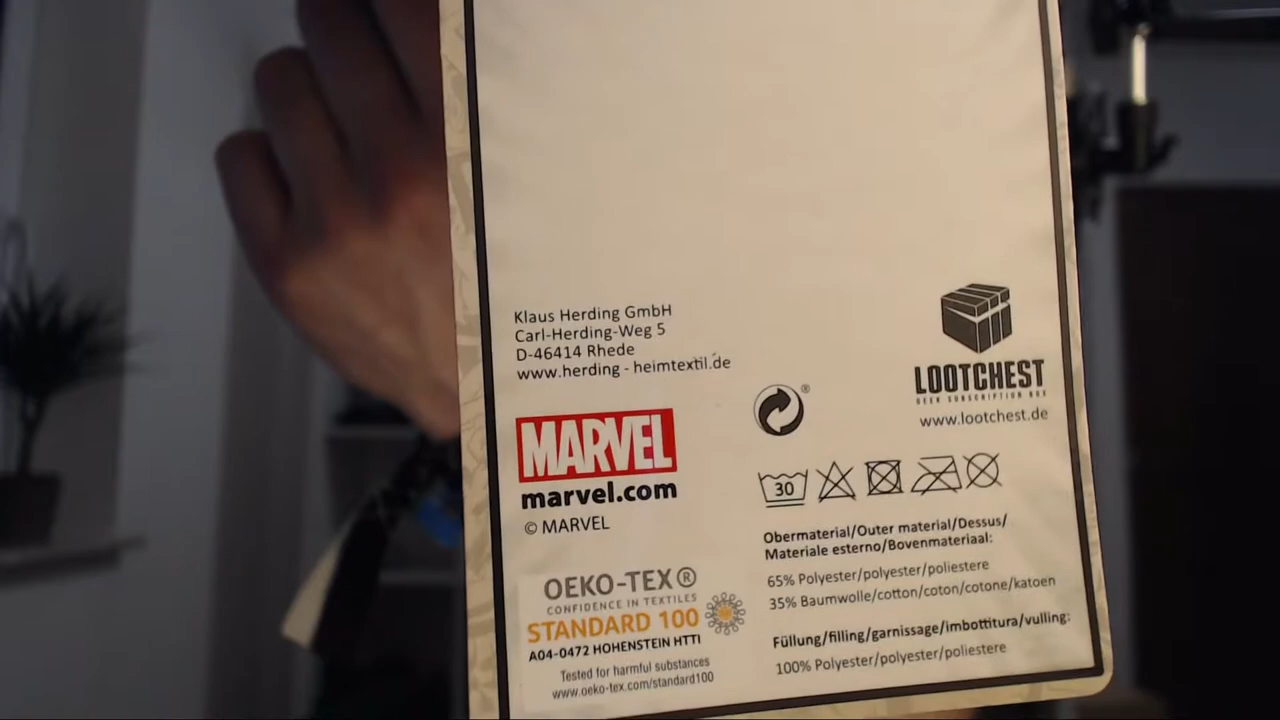 Klaus Herding GmbH
Carl-Herding-Weg 5
D-46414 Rhede
www.herding - heimtextil.de
MARVEL
marvel.com
© MARVEL
OEKO-TEX®
CONFIDENCE IN TEXTILES
STANDARD 100
A04-0472 HOHENSTEIN HTTI
Tested for harmful substances
www.oeko-tex.com/standard100
®
LOOTCHEST
GEEK SUBSCRIPTION BOX
www.lootchest.de
30
Obermaterial/Outer material/Dessus/
Materiale esterno/Bovenmateriaal:
65% Polyester/polyester/poliestere
35% Baumwolle/cotton/coton/cotone/katoen
Füllung/filling/garnissage/imbottitura/vulling:
100% Polyester/polyester/poliestere